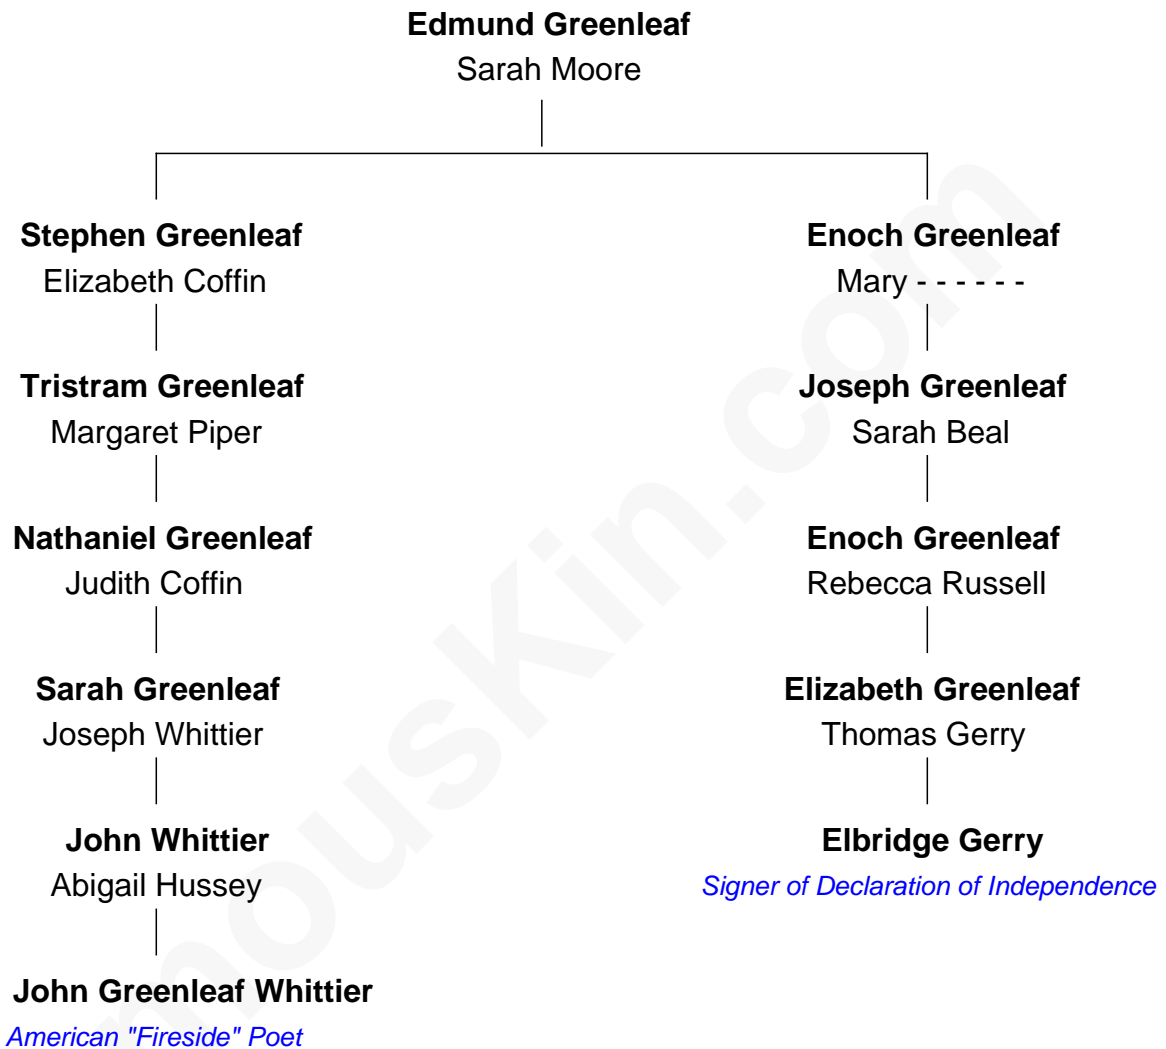 Edmund Greenleaf
Sarah Moore
Stephen Greenleaf
Elizabeth Coffin
Tristram Greenleaf
Margaret Piper
Nathaniel Greenleaf
Judith Coffin
Sarah Greenleaf
Joseph Whittier
John Whittier
Abigail Hussey
John Greenleaf Whittier
American "Fireside" Poet
Enoch Greenleaf
Mary - - - - - -
Joseph Greenleaf
Sarah Beal
Enoch Greenleaf
Rebecca Russell
Elizabeth Greenleaf
Thomas Gerry
Elbridge Gerry
Signer of Declaration of Independence
mouskin.com